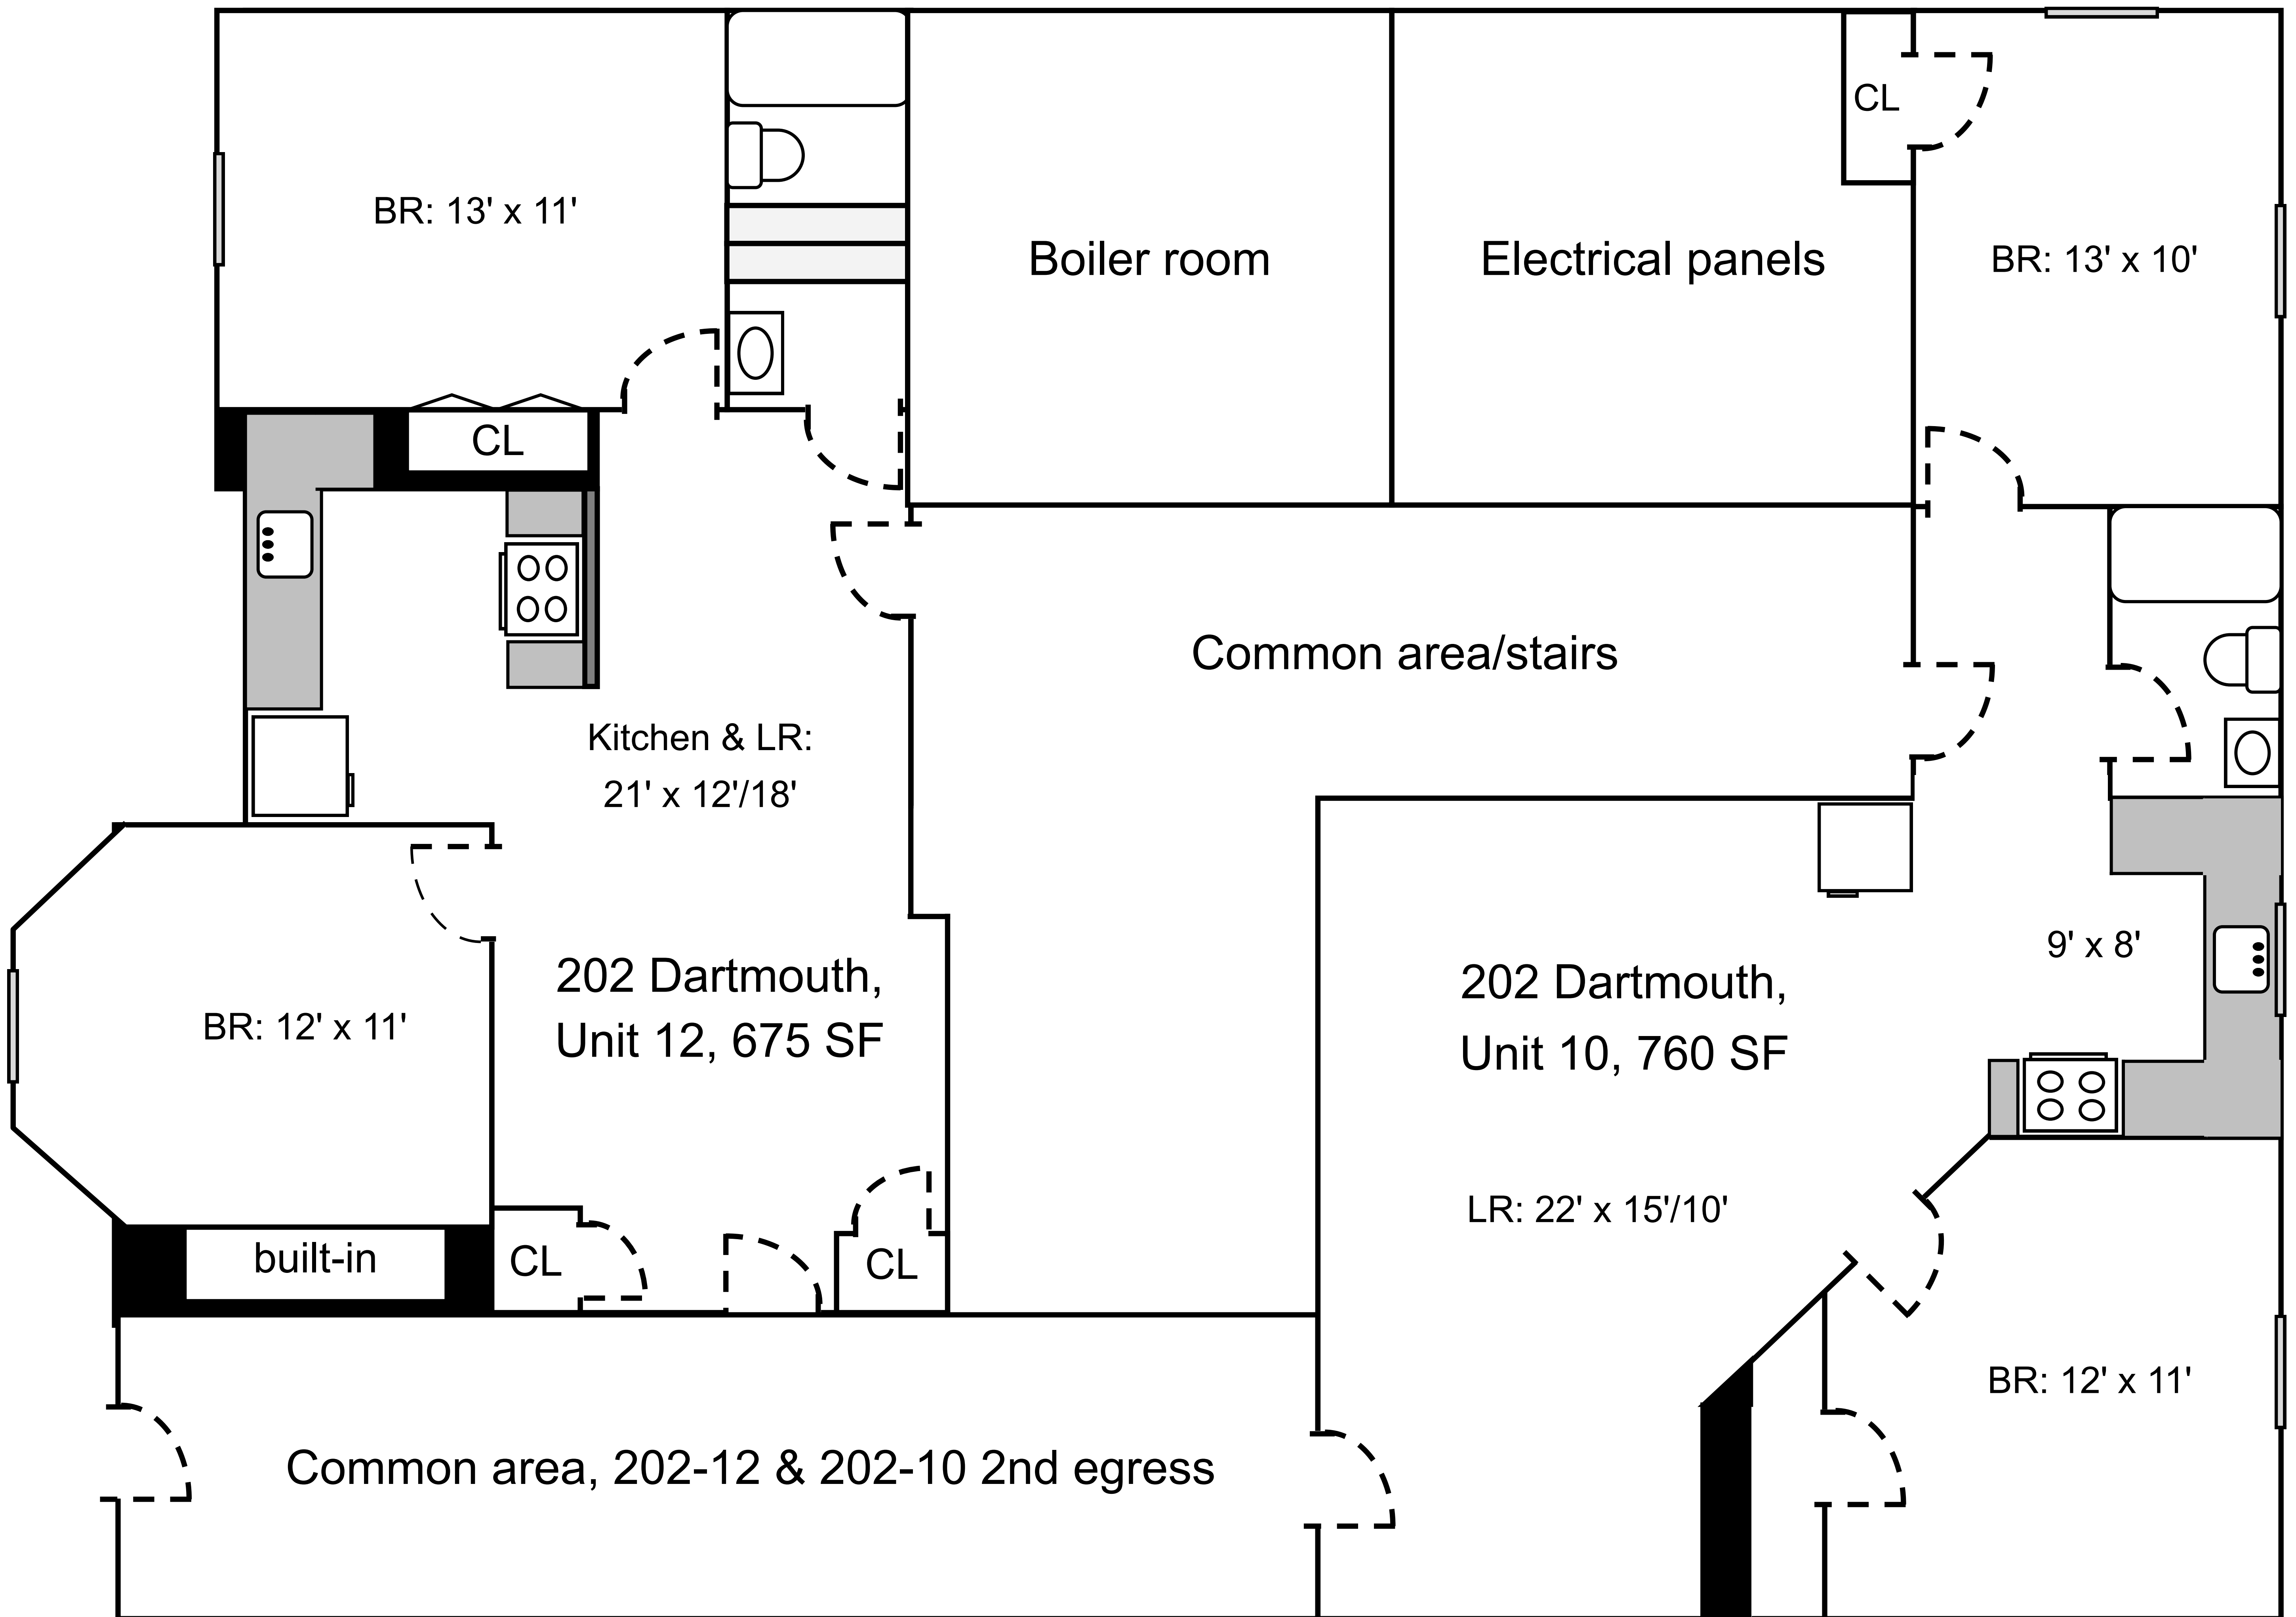 CL
BR: 13' x 11'
Boiler room
Electrical panels
BR: 13' x 10'
CL
Common area/stairs
Kitchen & LR:
21' x 12'/18'
202 Dartmouth,
Unit 12, 675 SF
202 Dartmouth,
Unit 10, 760 SF
9' x 8'
BR: 12' x 11'
LR: 22' x 15'/10'
built-in
CL
CL
BR: 12' x 11'
Common area, 202-12 & 202-10 2nd egress